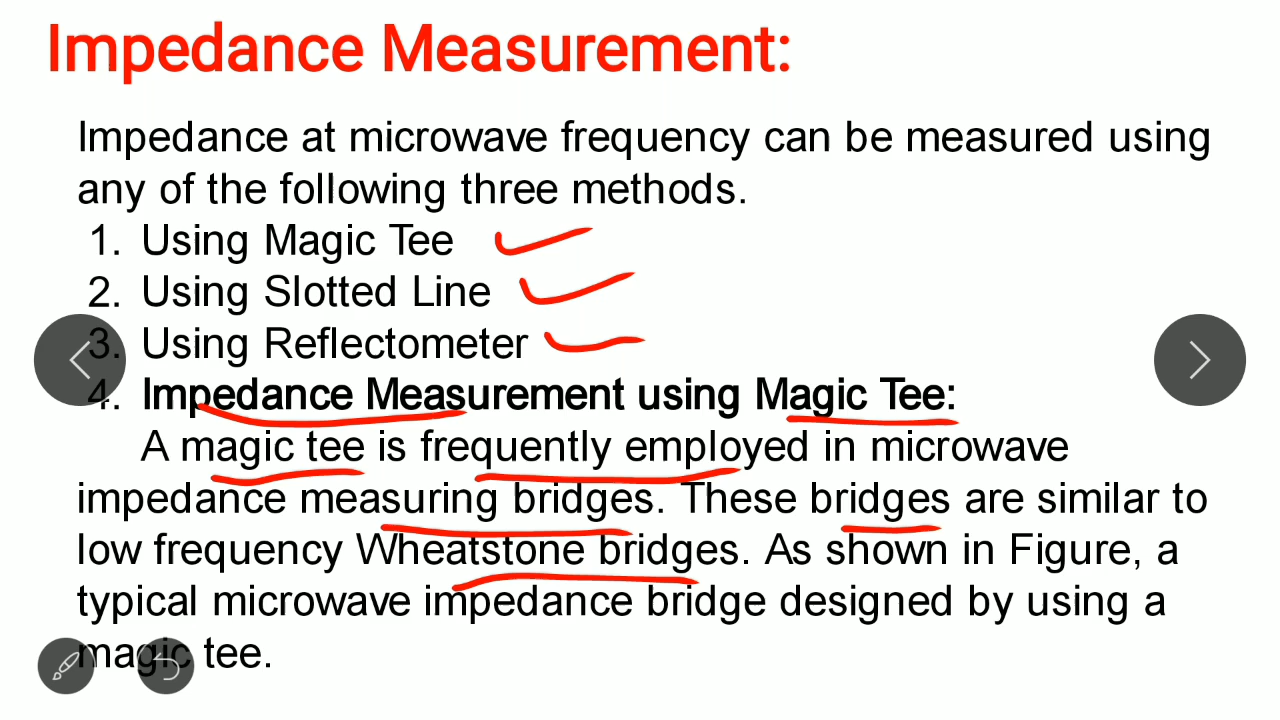 Impedance Measurement:
Impedance at microwave frequency can be measured using
any of the following three methods.
1. Using Magic Tee
2. Using Slotted Line
3. Using Reflectometer
4. Impedance Measurement using Magic Tee:
A magic tee is frequently employed in microwave
impedance measuring bridges. These bridges are similar to
low frequency Wheatstone bridges. As shown in Figure, a
typical microwave impedance bridge designed by using a
magic tee.